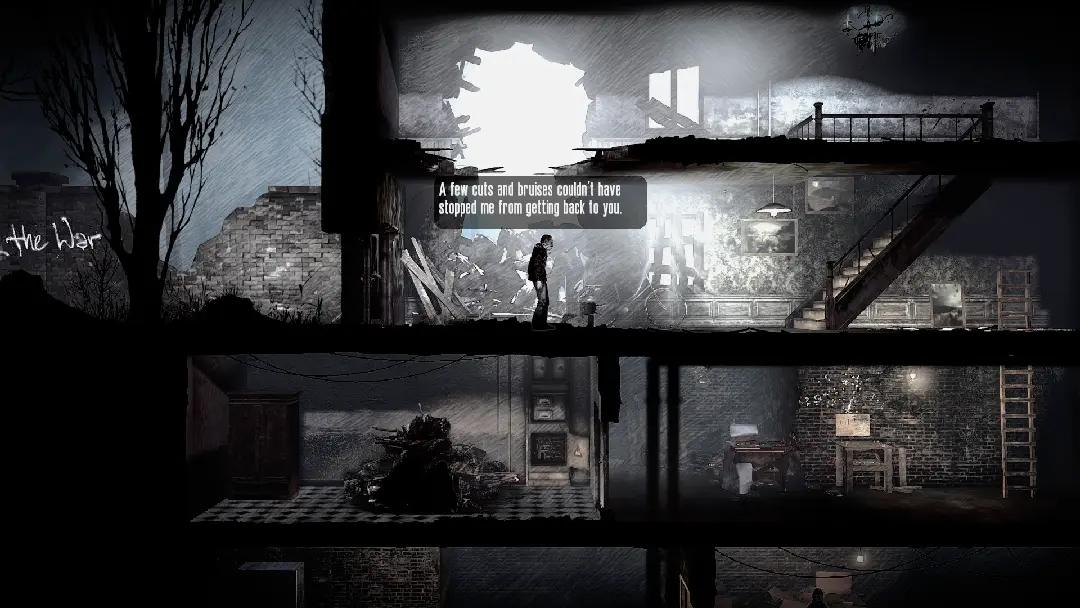 the War
A few cuts and bruises couldn't have
stopped me from getting back to you.